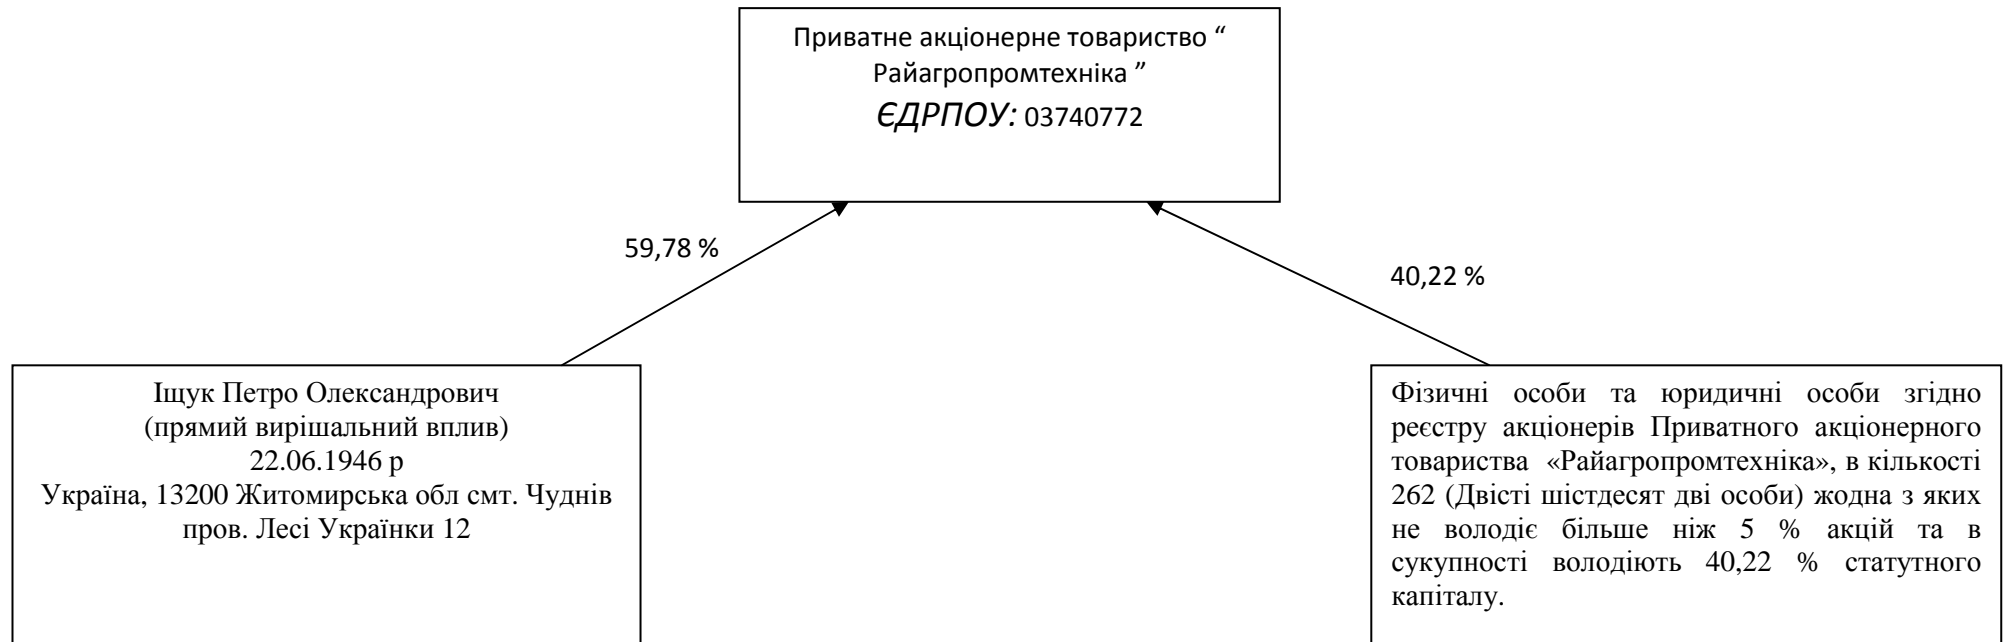 Приватне акціонерне товариство “
Райагропромтехніка ”
ЄДРПОУ: 03740772
59,78 %
40,22 %
Іщук Петро Олександрович
(прямий вирішальний вплив)
22.06.1946 р
Україна, 13200 Житомирська обл смт. Чуднів
пров. Лесі Українки 12
Фізичні особи та юридичні особи згідно
реєстру акціонерів Приватного акціонерного
товариства «Райагропромтехніка», в кількості
262 (Двісті шістдесят дві особи) жодна з яких
не володіє більше ніж 5 % акцій та в
сукупності володіють 40,22 % статутного
капіталу.